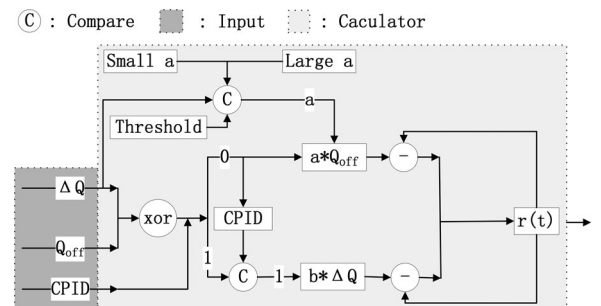 C : Compare : Input : Caculator
Small a Large a
C a
Threshold
0 a*Qoff -
ΔQ
xor CPID r(t)
Qoff
1
C 1 b*ΔQ -
CPID